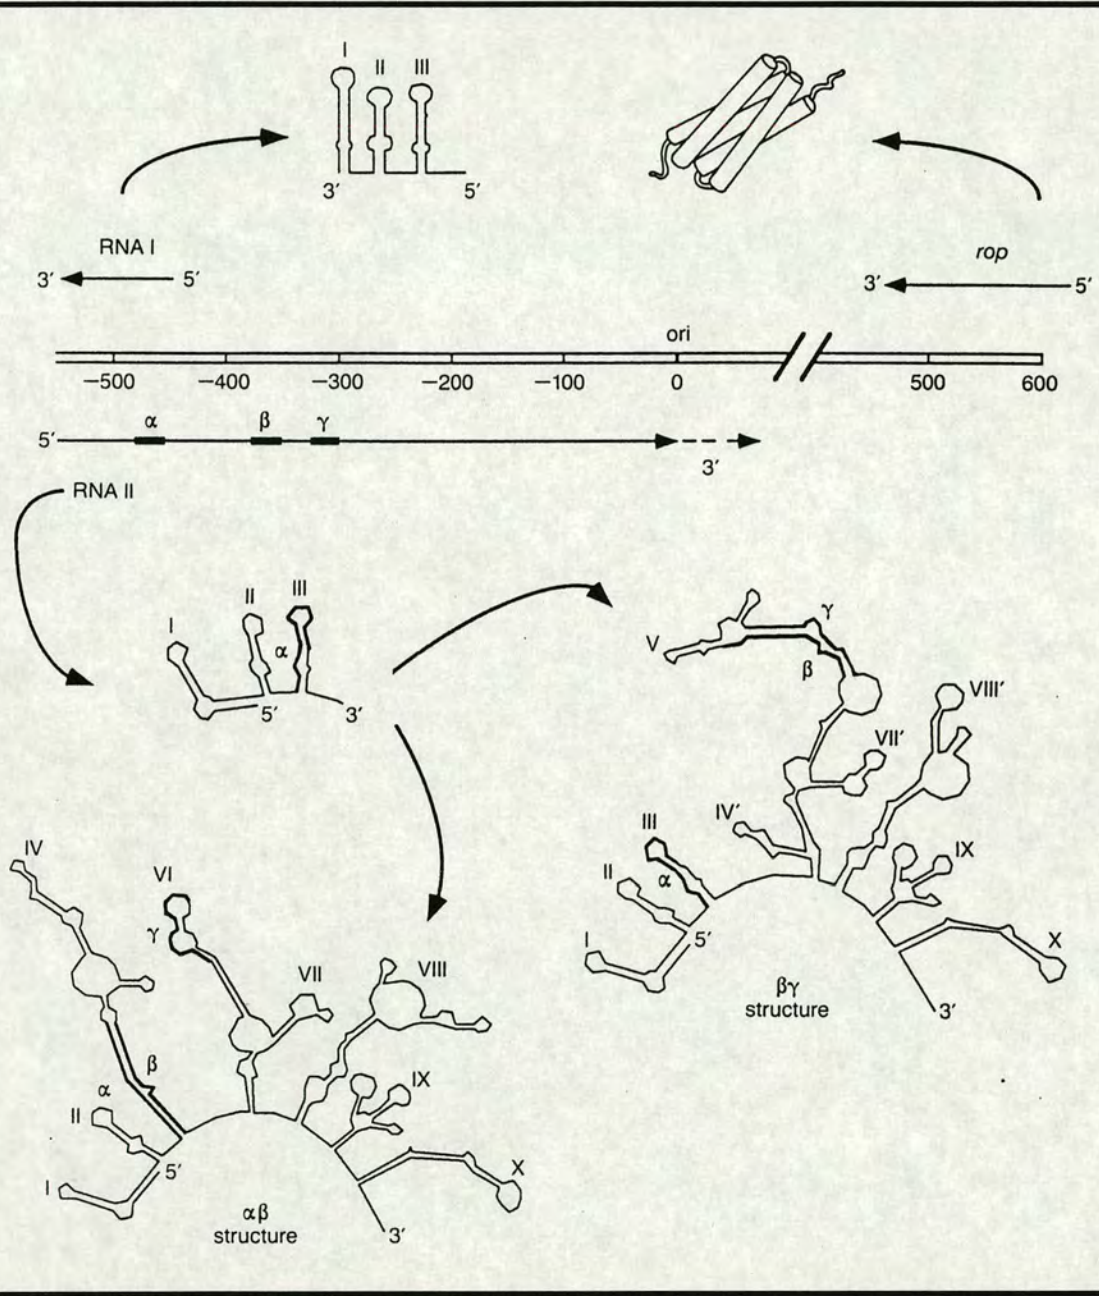 I
II III
3′ 5′
RNA I
3′ 5′
rop
3′ 5′
ori
−500 −400 −300 −200 −100 0 500 600
α β γ
5′
3′
RNA II
I II III
α
5′ 3′
V
γ
β
VIII′
VII′
IV′
III
II
α
IX
I
5′
X
3′
βγ
structure
IV
VI
γ
VII
VIII
β
α
II
IX
I
5′
X
3′
αβ
structure